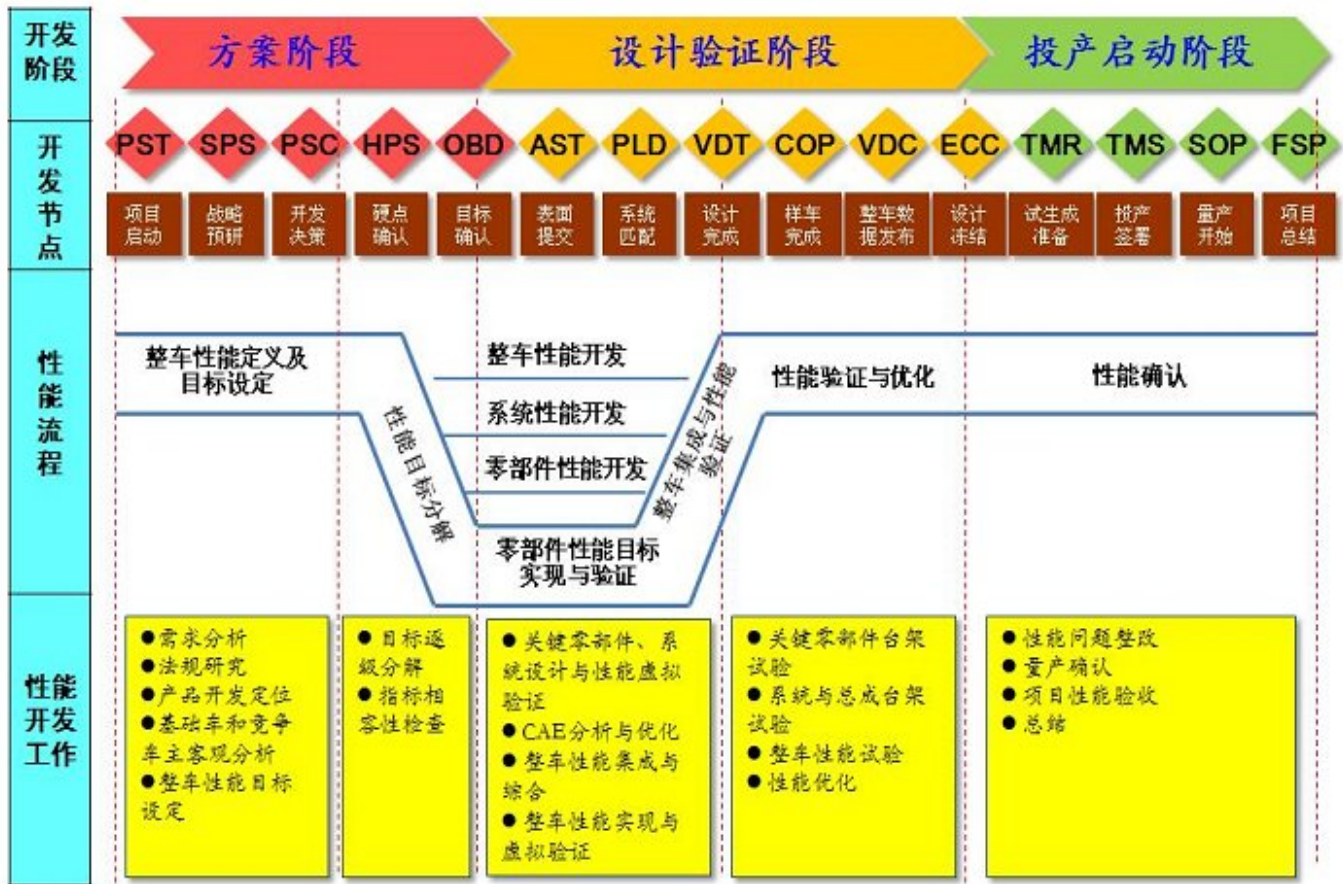 开发
阶段
方案阶段
设计验证阶段
投产启动阶段
开
发
节
点
PST
SPS
PSC
HPS
OBD
AST
PLD
VDT
COP
VDC
ECC
TMR
TMS
SOP
FSP
项目
启动
战略
预研
开发
决策
硬点
确认
目标
确认
表面
提交
系统
匹配
设计
完成
样车
完成
整车数
据发布
设计
冻结
试生成
准备
投产
签署
量产
开始
项目
总结
性
能
流
程
整车性能定义及
目标设定
性能目标分解
整车性能开发
系统性能开发
零部件性能开发
零部件性能目标
实现与验证
整车集成与性能
验证
性能验证与优化
性能确认
性能
开发
工作
●需求分析
●法规研究
●产品开发定位
●基础车和竞争
车主客观分析
●整车性能目标
设定
●目标逐
级分解
●指标相
容性检查
●关键零部件、系
统设计与性能虚拟
验证
●CAE分析与优化
●整车性能集成与
综合
●整车性能实现与
虚拟验证
●关键零部件台架
试验
●系统与总成台架
试验
●整车性能试验
●性能优化
●性能问题整改
●量产确认
●项目性能验收
●总结